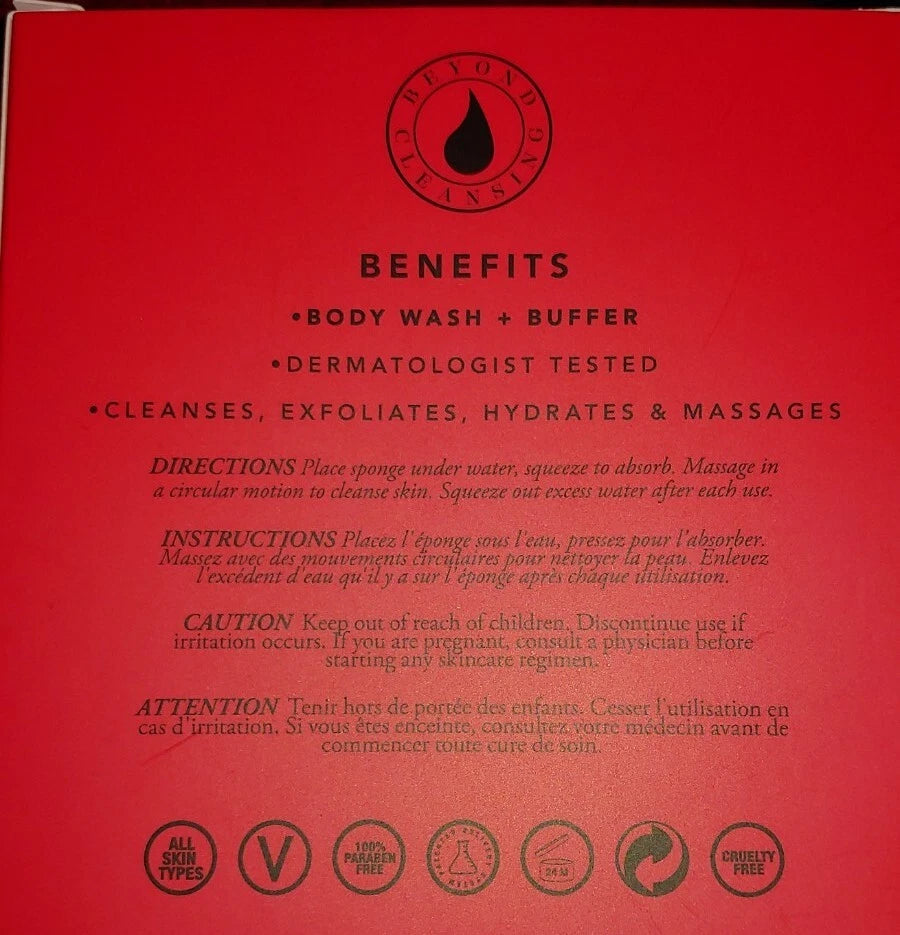 BEYOND
CLEANSING
BENEFITS
•BODY WASH + BUFFER
•DERMATOLOGIST TESTED
•CLEANSES, EXFOLIATES, HYDRATES & MASSAGES
DIRECTIONS Place sponge under water, squeeze to absorb. Massage in
a circular motion to cleanse skin. Squeeze out excess water after each use.
INSTRUCTIONS Placez l'éponge sous l'eau, pressez pour l'absorber.
Massez avec des mouvements circulaires pour nettoyer la peau. Enlevez
l'excédent d'eau qu'il y a sur l'éponge après chaque utilisation.
CAUTION Keep out of reach of children. Discontinue use if
irritation occurs. If you are pregnant, consult a physician before
starting any skincare regimen.
ATTENTION Tenir hors de portée des enfants. Cesser l'utilisation en
cas d'irritation. Si vous êtes enceinte, consultez votre médecin avant de
commencer toute cure de soin.
ALL
SKIN
TYPES
V
100%
PARABEN
FREE
PATENTED DELIVERY
SYSTEM
24 M
CRUELTY
FREE